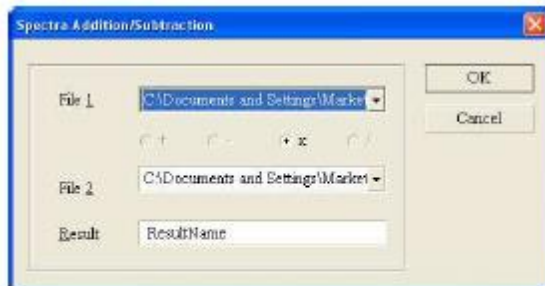 Spectra Addition/Subtraction
File 1
C:\Documents and Settings\Market
OK
+ - x /
Cancel
File 2
C:\Documents and Settings\Market
Result
ResultName